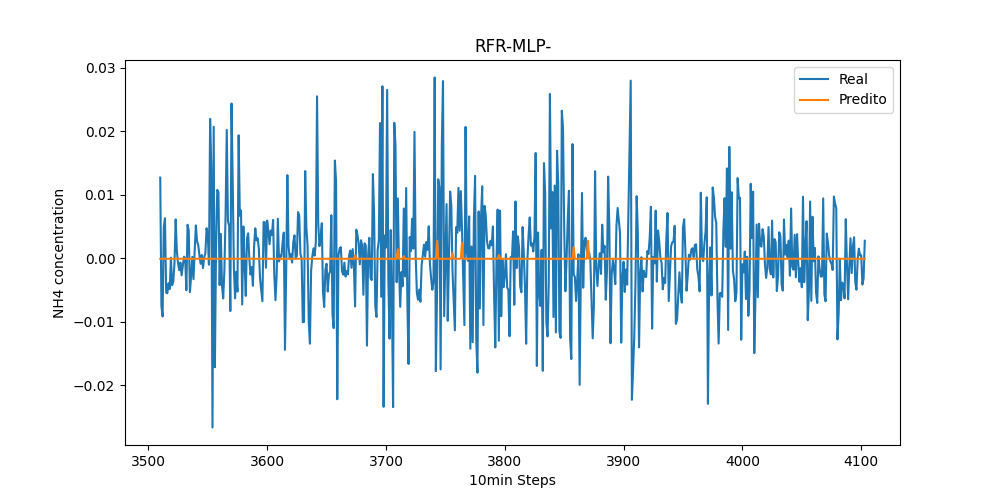 RFR-MLP-
NH4 concentration
0.03
0.02
0.01
0.00
−0.01
−0.02
Real
Predito
3500 3600 3700 3800 3900 4000 4100
10min Steps